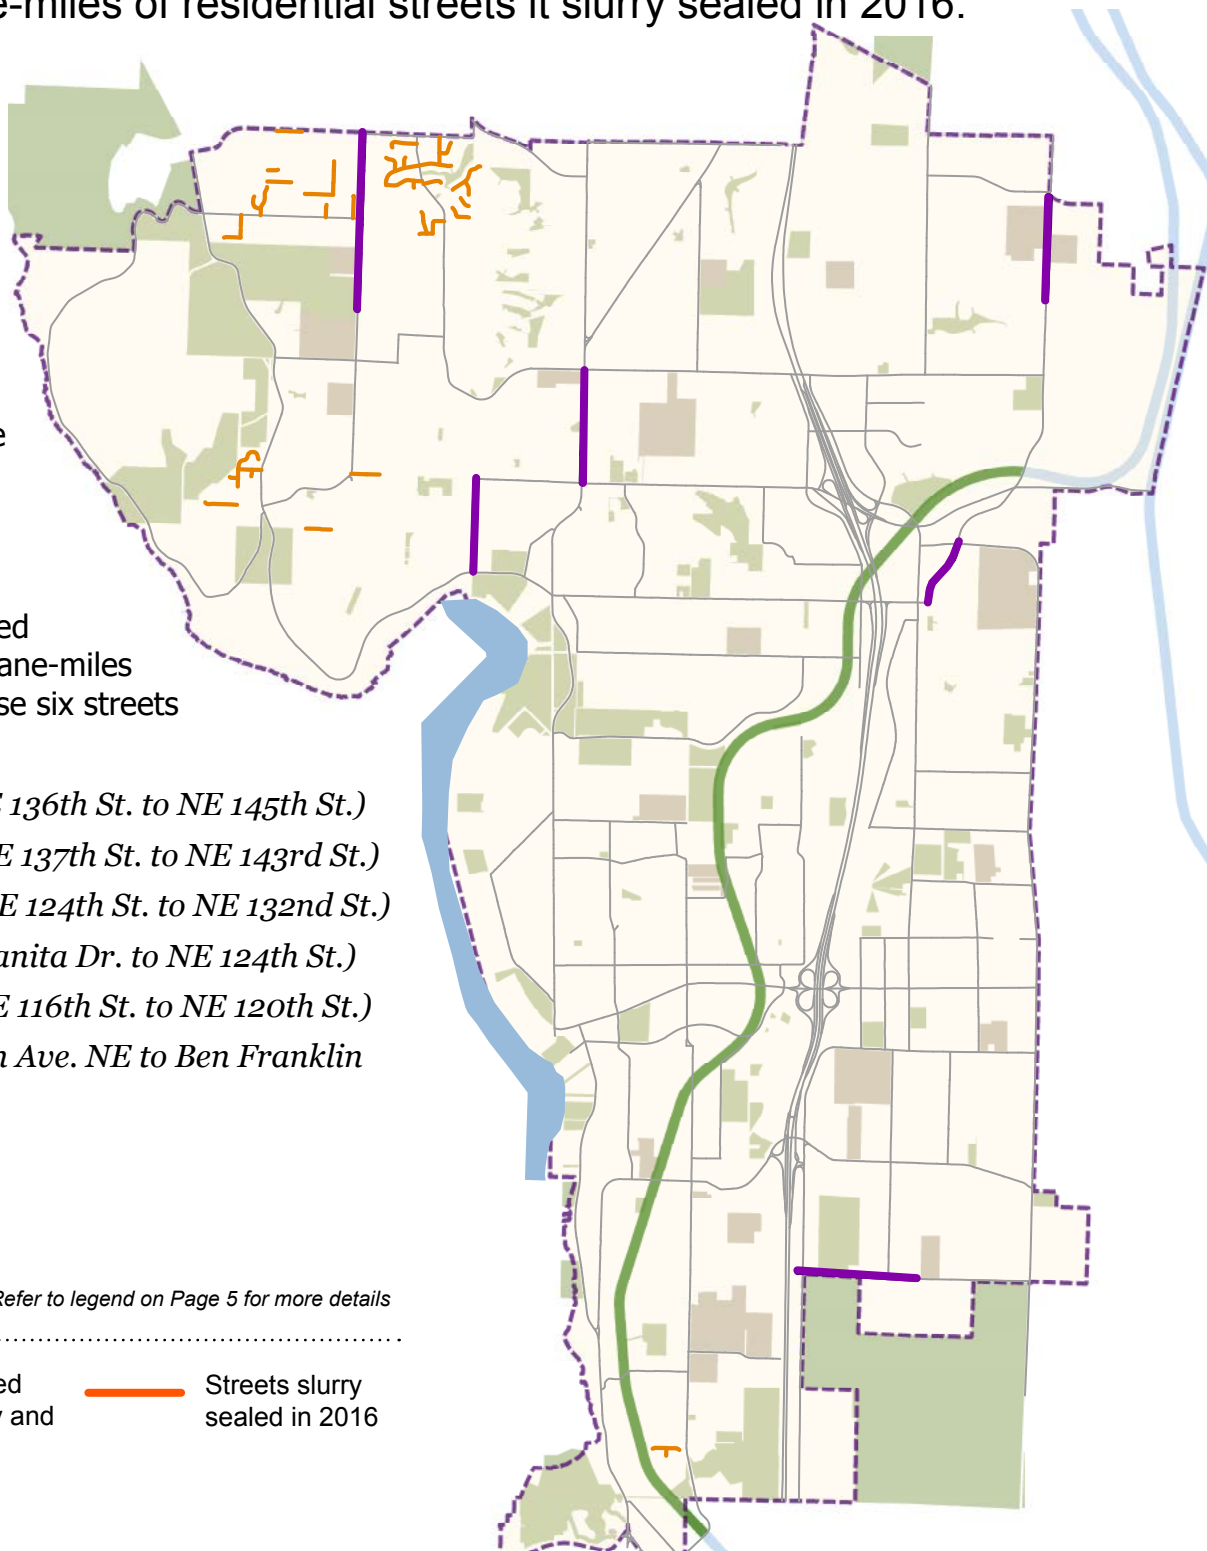 e-miles of residential streets it slurry sealed in 2016.
e
ed
ane-miles
se six streets
E 136th St. to NE 145th St.)
E 137th St. to NE 143rd St.)
E 124th St. to NE 132nd St.)
anita Dr. to NE 124th St.)
E 116th St. to NE 120th St.)
h Ave. NE to Ben Franklin
Refer to legend on Page 5 for more details
ed
y and
Streets slurry
sealed in 2016